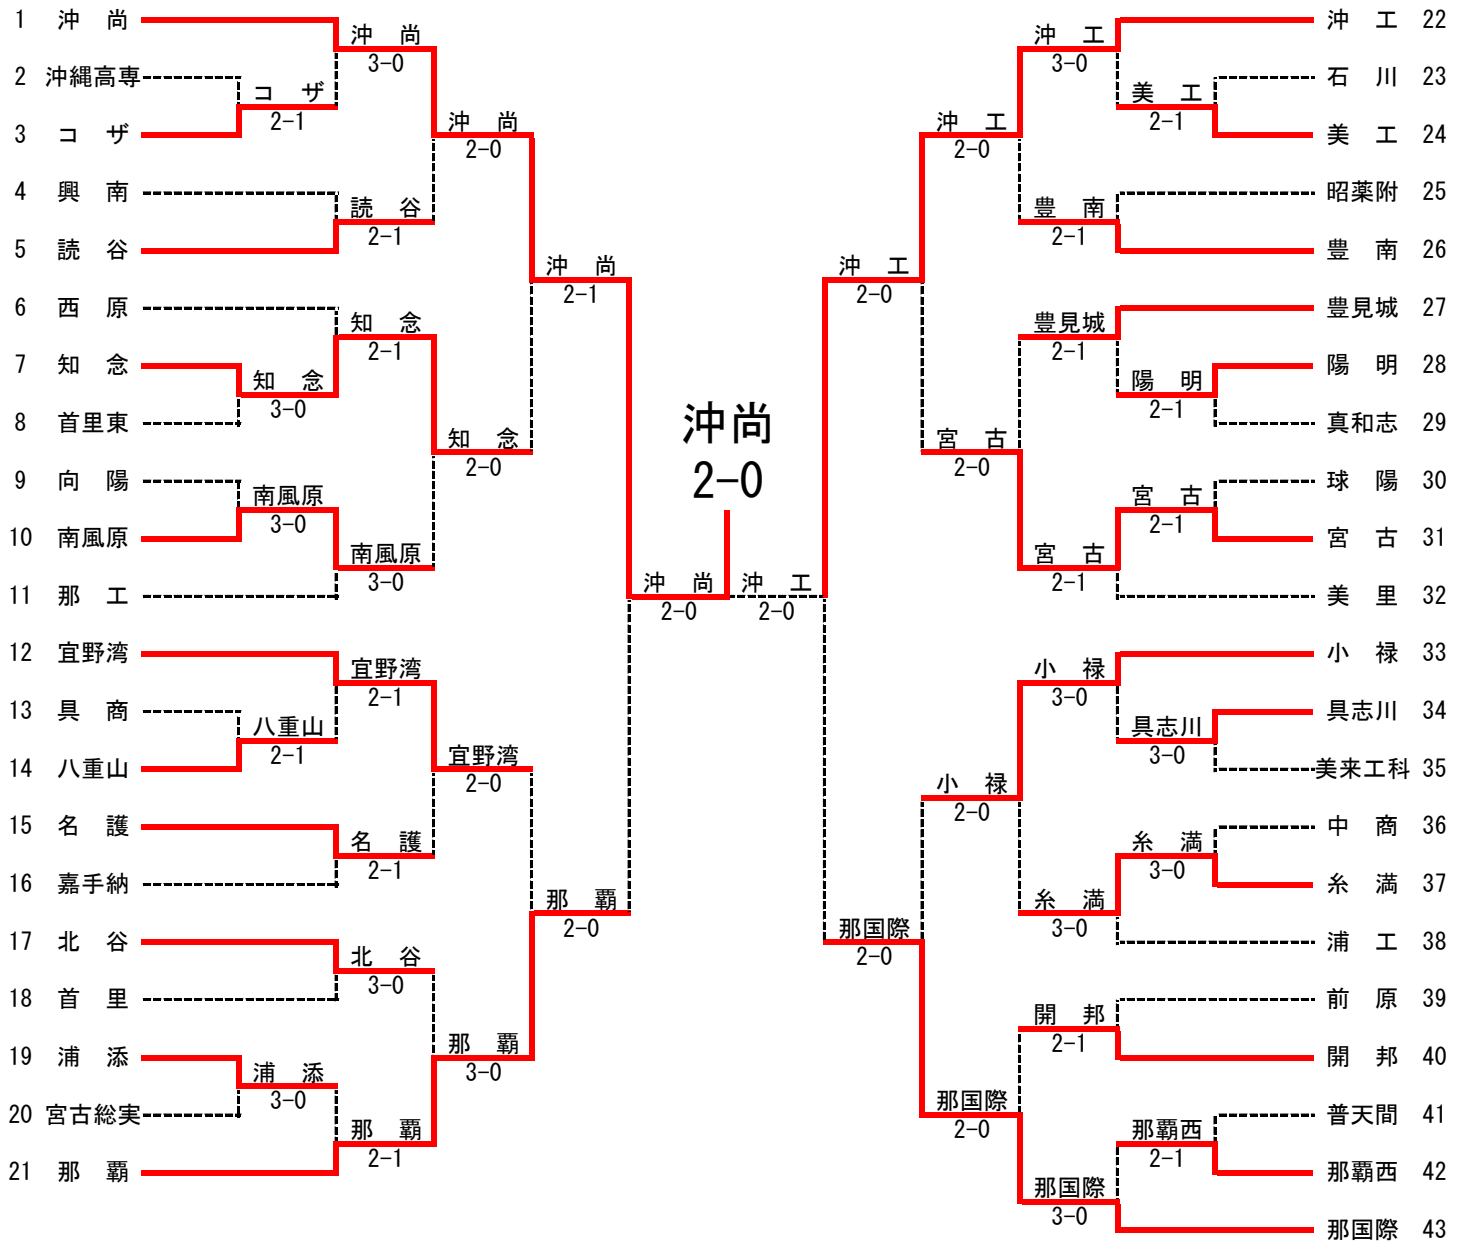 1 沖 尚
2 沖縄高専
3 コ ザ
4 興 南
5 読 谷
6 西 原
7 知 念
8 首里東
9 向 陽
10 南風原
11 那 工
12 宜野湾
13 具 商
14 八重山
15 名 護
16 嘉手納
17 北 谷
18 首 里
19 浦 添
20 宮古総実
21 那 覇
コ ザ
2-1
知 念
3-0
南風原
3-0
八重山
2-1
浦 添
3-0
沖 尚
3-0
読 谷
2-1
知 念
2-1
南風原
3-0
宜野湾
2-1
名 護
2-1
北 谷
3-0
那 覇
2-1
沖 尚
2-0
知 念
2-0
宜野湾
2-0
那 覇
3-0
沖 尚
2-1
那 覇
2-0
沖 尚
2-0
沖尚
2-0
沖 工
2-0
沖 工
2-0
那国際
2-0
沖 工
2-0
宮 古
2-0
小 禄
2-0
那国際
2-0
沖 工
3-0
豊 南
2-1
豊見城
2-1
宮 古
2-1
小 禄
3-0
糸 満
3-0
開 邦
2-1
那国際
3-0
美 工
2-1
陽 明
2-1
宮 古
2-1
具志川
3-0
糸 満
3-0
那覇西
2-1
沖 工 22
石 川 23
美 工 24
昭薬附 25
豊 南 26
豊見城 27
陽 明 28
真和志 29
球 陽 30
宮 古 31
美 里 32
小 禄 33
具志川 34
美来工科 35
中 商 36
糸 満 37
浦 工 38
前 原 39
開 邦 40
普天間 41
那覇西 42
那国際 43